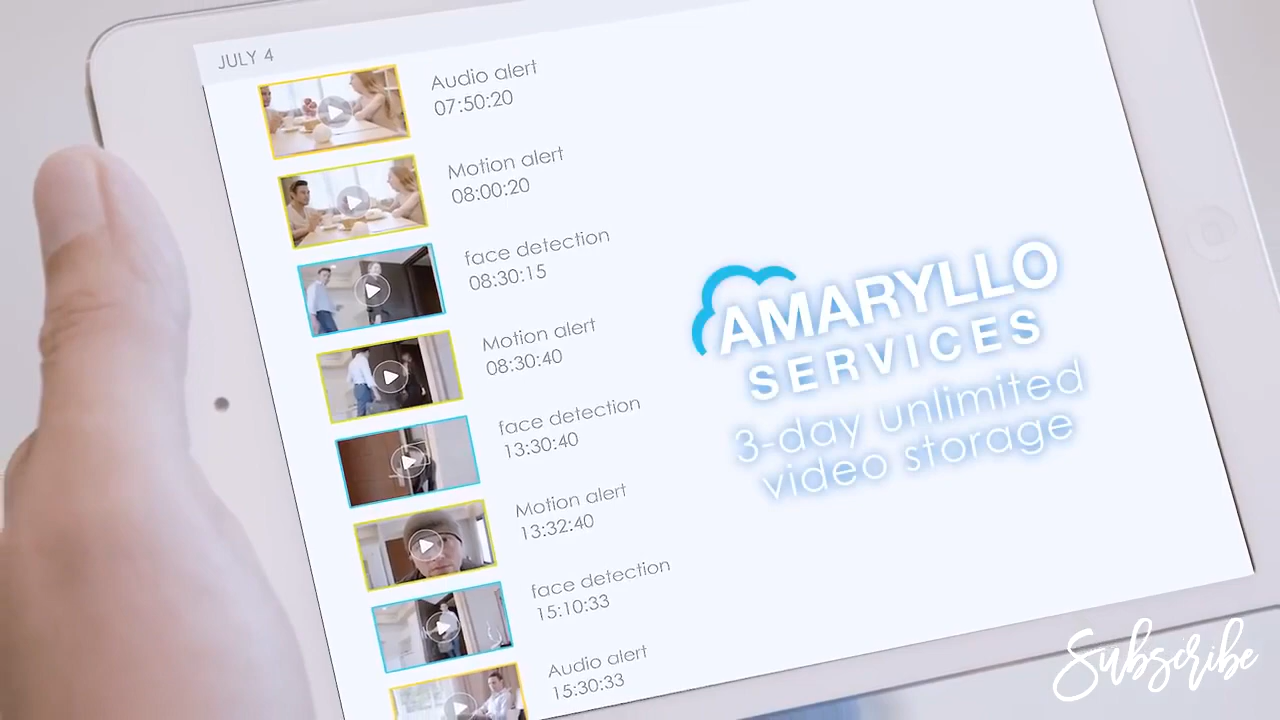 JULY 4
Audio alert
07:50:20
Motion alert
08:00:20
face detection
08:30:15
Motion alert
08:30:40
face detection
13:30:40
Motion alert
13:32:40
face detection
15:10:33
Audio alert
15:30:33
AMARYLLO
SERVICES
3-day unlimited
video storage
Subscribe